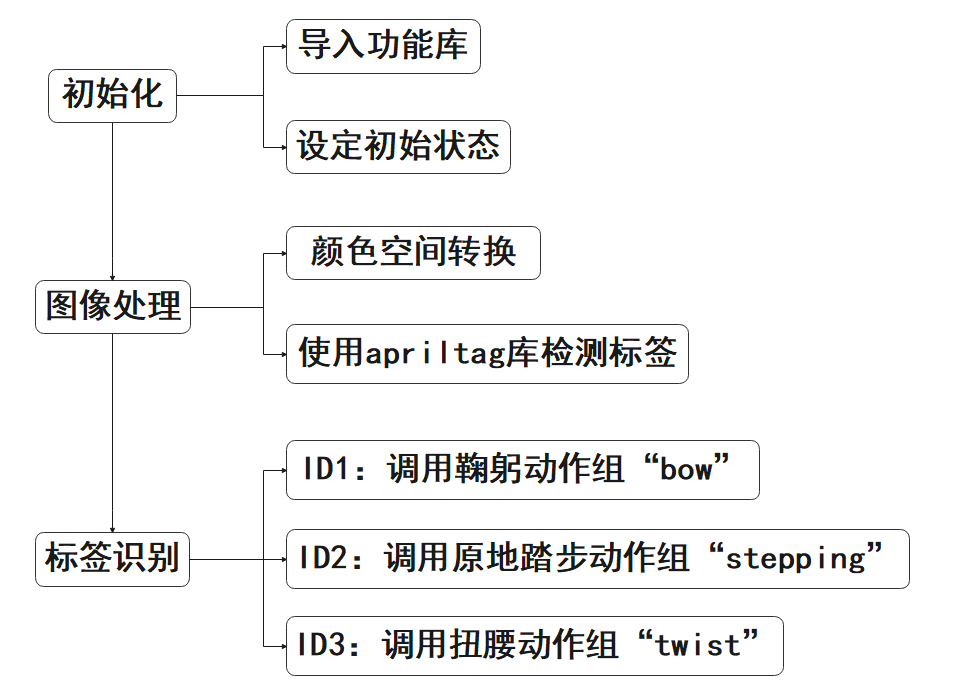 初始化
导入功能库
设定初始状态
图像处理
颜色空间转换
使用apriltag库检测标签
标签识别
ID1：调用鞠躬动作组“bow”
ID2：调用原地踏步动作组“stepping”
ID3：调用扭腰动作组“twist”